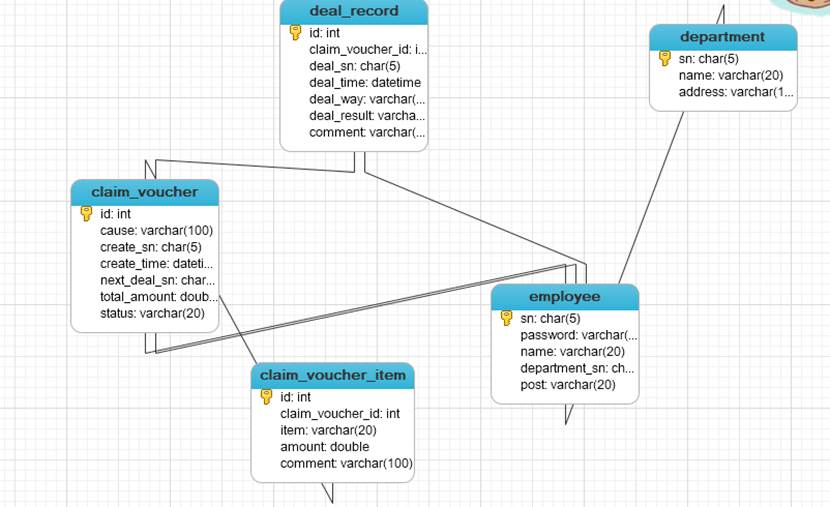 deal_record
id: int
claim_voucher_id: i...
deal_sn: char(5)
deal_time: datetime
deal_way: varchar(...
deal_result: varcha...
comment: varchar(...
department
sn: char(5)
name: varchar(20)
address: varchar(1...
claim_voucher
id: int
cause: varchar(100)
create_sn: char(5)
create_time: dateti...
next_deal_sn: char...
total_amount: doub...
status: varchar(20)
employee
sn: char(5)
password: varchar(...
name: varchar(20)
department_sn: ch...
post: varchar(20)
claim_voucher_item
id: int
claim_voucher_id: int
item: varchar(20)
amount: double
comment: varchar(100)